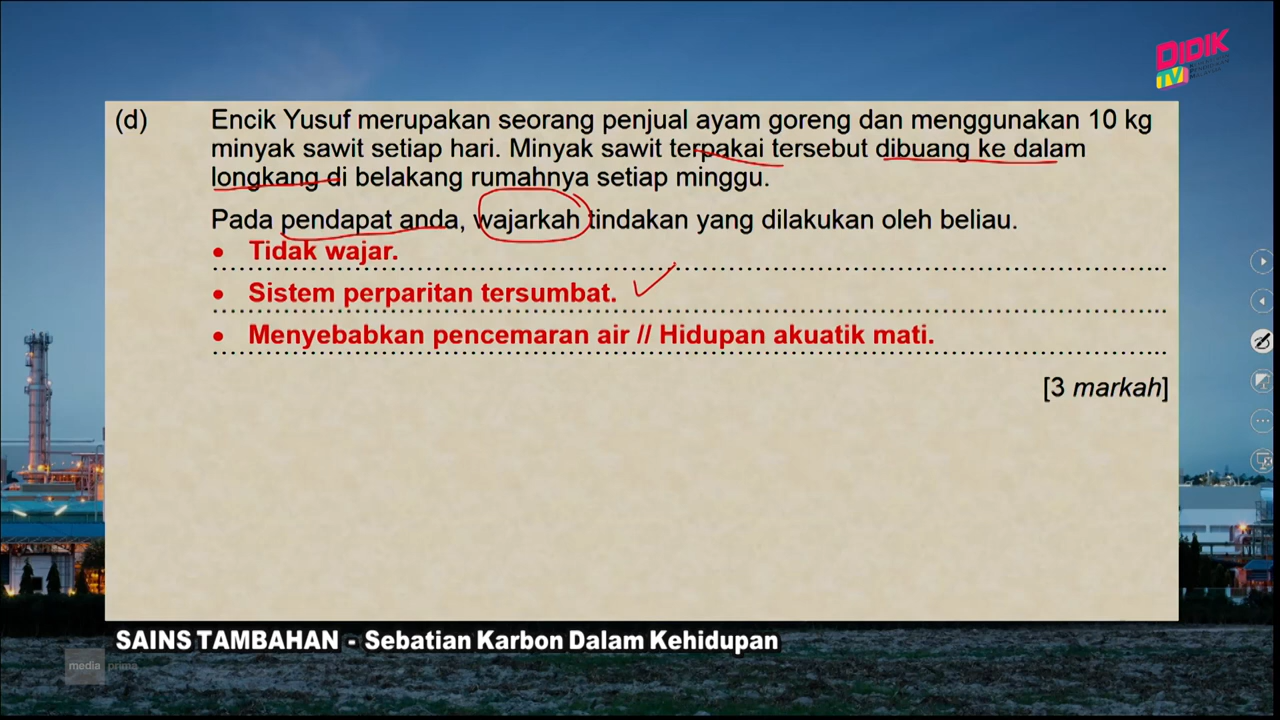 DIDIK
TV
(d) Encik Yusuf merupakan seorang penjual ayam goreng dan menggunakan 10 kg
minyak sawit setiap hari. Minyak sawit terpakai tersebut dibuang ke dalam
longkang di belakang rumahnya setiap minggu.
Pada pendapat anda, wajarkah tindakan yang dilakukan oleh beliau.
• Tidak wajar.
• Sistem perparitan tersumbat.
• Menyebabkan pencemaran air // Hidupan akuatik mati.
[3 markah]
SAINS TAMBAHAN - Sebatian Karbon Dalam Kehidupan
media prima